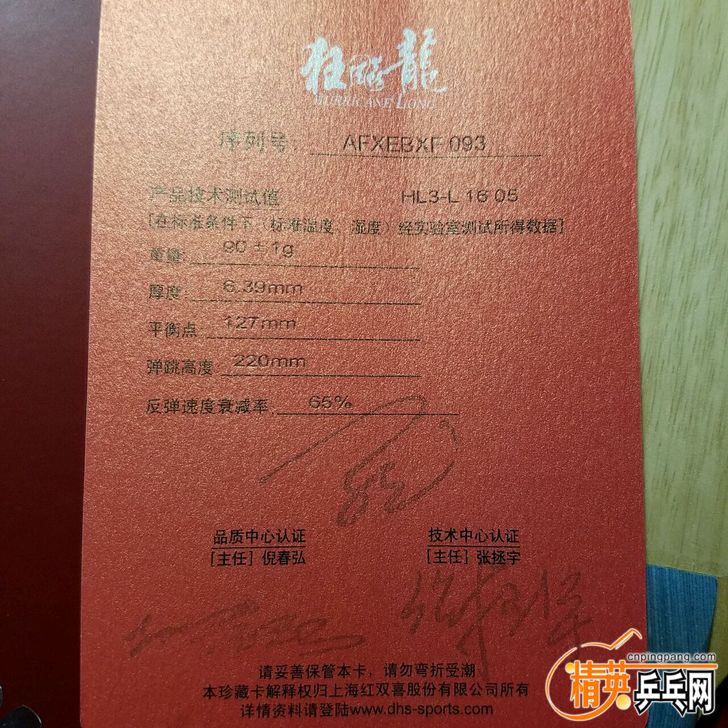 狂飚龍
HURRICANE LONG
序列号: AFXEBXF 093
产品技术测试值 HL3-L 16 05
[在标准条件下（标准温度、湿度）经实验室测试所得数据]
重量: 90±1g
厚度: 6.39mm
平衡点 127mm
弹跳高度 220mm
反弹速度衰减率. 65%
品质中心认证 技术中心认证
[主任] 倪春弘 [主任] 张拯宇
请妥善保管本卡，请勿弯折受潮
本珍藏卡解释权归上海红双喜股份有限公司所有
详情资料请登陆www.dhs-sports.com
cnpingpang.com
精英乒乓网